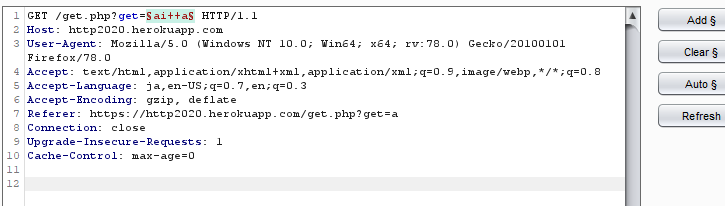 1 GET /get.php?get=§ai++a§ HTTP/1.1
2 Host: http2020.herokuapp.com
3 User-Agent: Mozilla/5.0 (Windows NT 10.0; Win64; x64; rv:78.0) Gecko/20100101
Firefox/78.0
4 Accept: text/html,application/xhtml+xml,application/xml;q=0.9,image/webp,*/*;q=0.8
5 Accept-Language: ja,en-US;q=0.7,en;q=0.3
6 Accept-Encoding: gzip, deflate
7 Referer: https://http2020.herokuapp.com/get.php?get=a
8 Connection: close
9 Upgrade-Insecure-Requests: 1
10 Cache-Control: max-age=0
11
12
Add §
Clear §
Auto §
Refresh